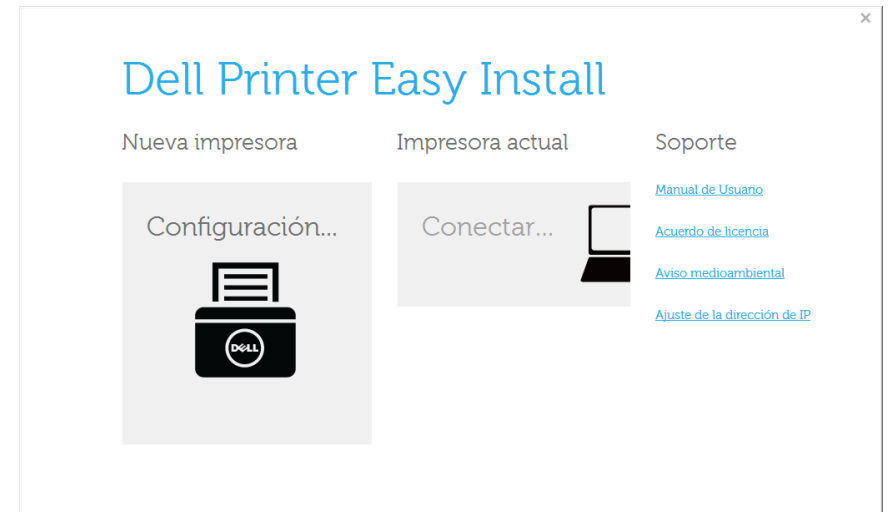 ×
Dell Printer Easy Install
Nueva impresora
Configuración...
DELL
Impresora actual
Conectar...
Soporte
Manual de Usuario
Acuerdo de licencia
Aviso medioambiental
Ajuste de la dirección de IP